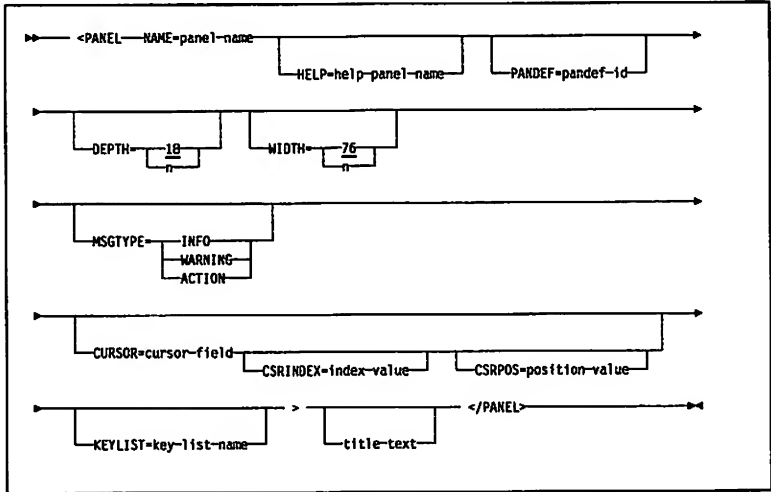 <PANEL NAME=panel-name
HELP=help-panel-name PANDEF=pandef-id
DEPTH= 18 WIDTH= 76
n n
MSGTYPE= INFO
WARNING
ACTION
CURSOR=cursor-field
CSRINDEX=index-value CSRPOS=position-value
> </PANEL>
KEYLIST=key-list-name title-text